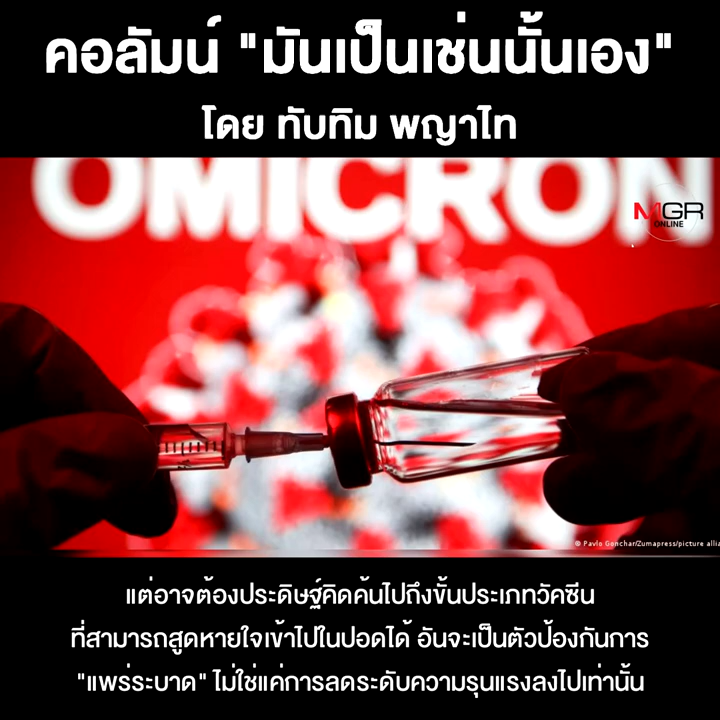 คอลัมน์ "มันเป็นเช่นนั้นเอง"
โดย ทับทิม พญาไท
OMICRON
MGR
ONLINE
© Pavlo Gonchar/Zumapress/picture allia
แต่อาจต้องประดิษฐ์คิดค้นไปถึงขั้นประเภทวัคซีน
ที่สามารถสูดหายใจเข้าไปในปอดได้ อันจะเป็นตัวป้องกันการ
"แพร่ระบาด" ไม่ใช่แค่การลดระดับความรุนแรงลงไปเท่านั้น